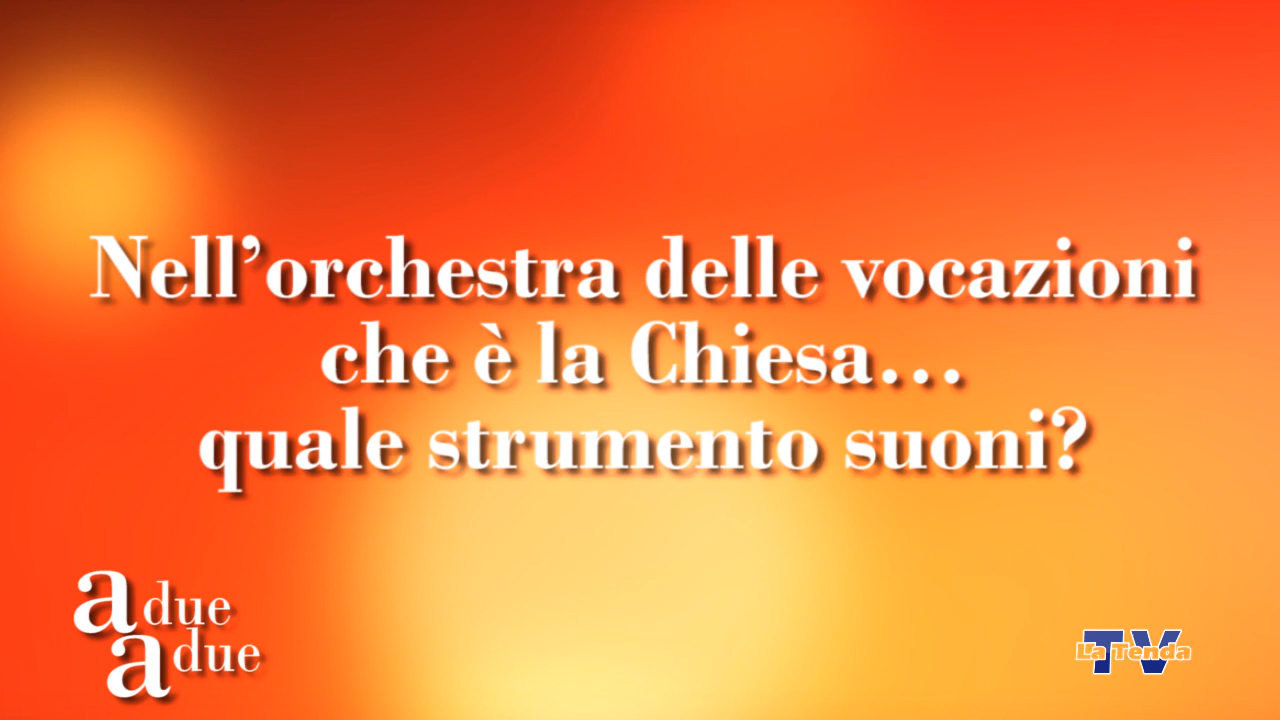 Nell’orchestra delle vocazioni
che è la Chiesa...
quale strumento suoni?
a due
a due
TV
La Tenda